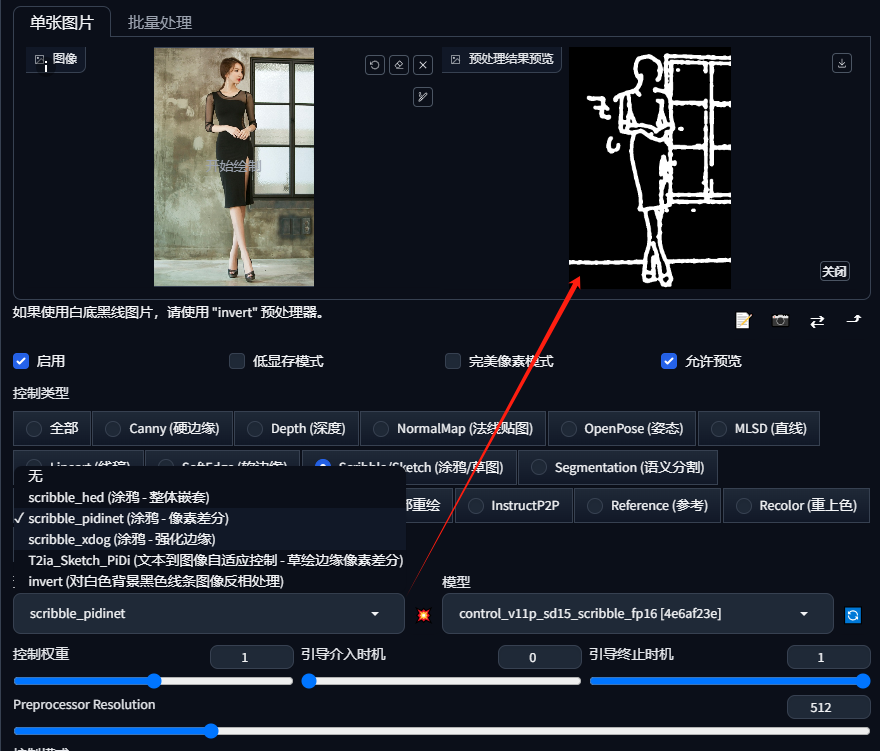 单张图片
批量处理
图像
预处理结果预览
开始绘制
关闭
如果使用白底黑线图片，请使用 "invert" 预处理器。
启用
低显存模式
完美像素模式
允许预览
控制类型
全部
Canny (硬边缘)
Depth (深度)
NormalMap (法线贴图)
OpenPose (姿态)
MLSD (直线)
Lineart (线稿)
SoftEdge (软边缘)
Scribble/Sketch (涂鸦/草图)
Segmentation (语义分割)
部重绘
InstructP2P
Reference (参考)
Recolor (重上色)
无
scribble_hed (涂鸦 - 整体嵌套)
✓ scribble_pidinet (涂鸦 - 像素差分)
scribble_xdog (涂鸦 - 强化边缘)
T2ia_Sketch_PiDi (文本到图像自适应控制 - 草绘边缘像素差分)
invert (对白色背景黑色线条图像反相处理)
模型
scribble_pidinet
control_v11p_sd15_scribble_fp16 [4e6af23e]
控制权重
1
引导介入时机
0
引导终止时机
1
Preprocessor Resolution
512
控制模式